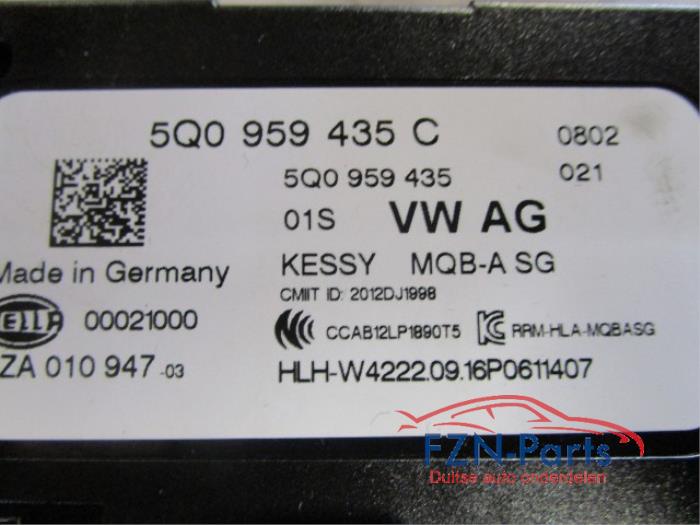 5Q0 959 435 C 0802
5Q0 959 435 021
01S VW AG
Made in Germany KESSY MQB-A SG
CMIIT ID: 2012DJ1998
HELLA 00021000 CCAB12LP1890T5 RRM-HLA-MQBASG
ZA 010 947-03 HLH-W4222.09.16P0611407
FZN-Parts
Duitse auto onderdelen